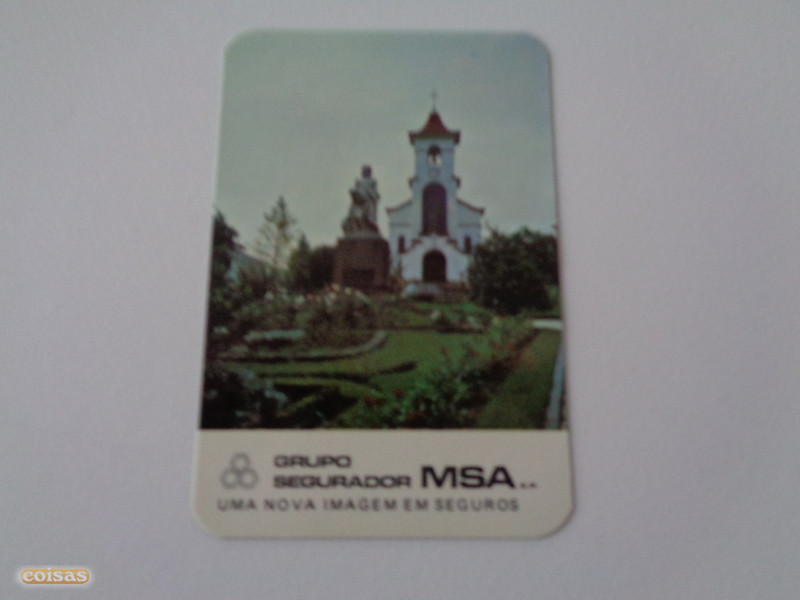 GRUPO
SEGURADOR MSA S.A.
UMA NOVA IMAGEM EM SEGUROS
coisas